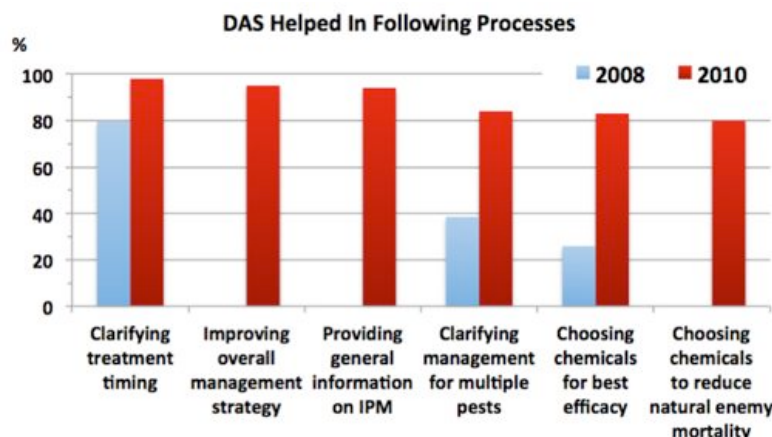 DAS Helped In Following Processes
%
2008 2010
100
80
60
40
20
0
Clarifying treatment timing
Improving overall management strategy
Providing general information on IPM
Clarifying management for multiple pests
Choosing chemicals for best efficacy
Choosing chemicals to reduce natural enemy mortality